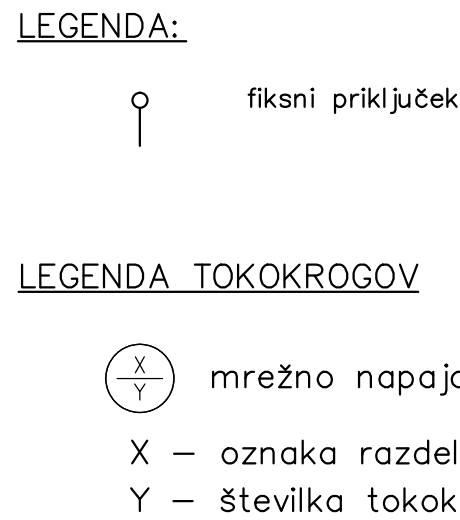 LEGENDA:
fiksni priključek
LEGENDA TOKOKROGOV
X
Y
mrežno
X – oznaka
Y – številka